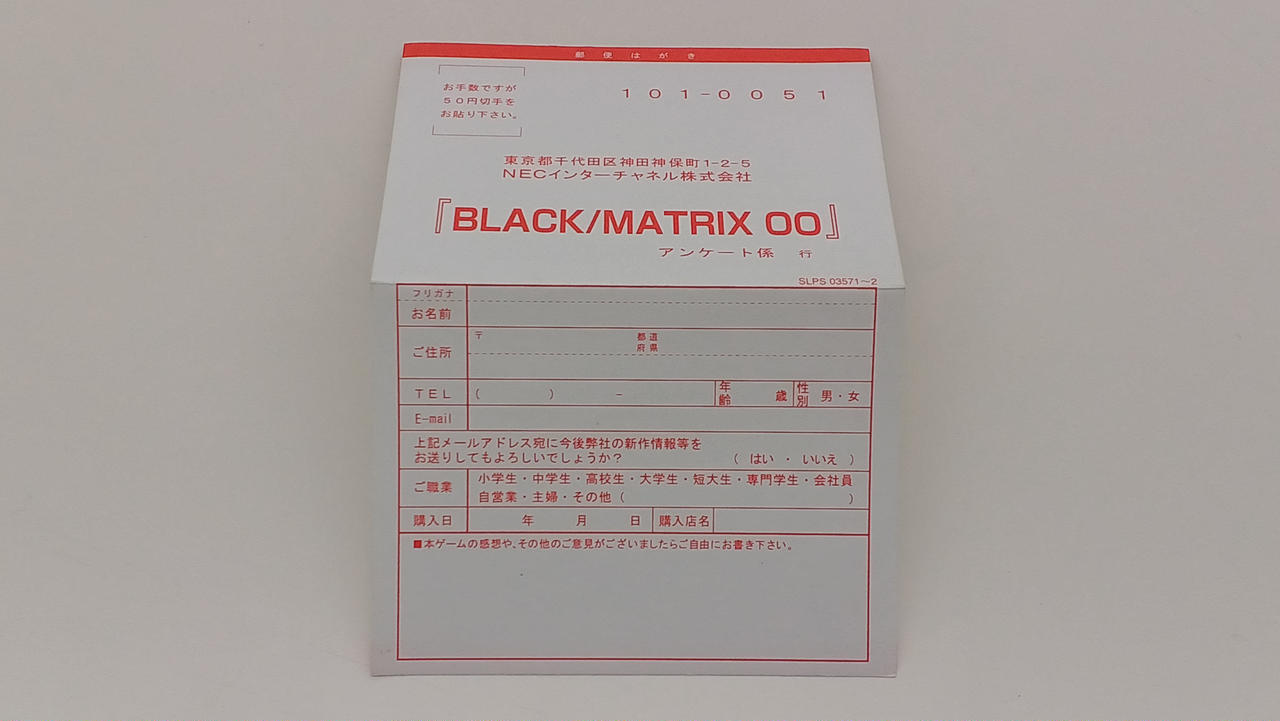 郵便はがき
お手数ですが
50円切手を
お貼り下さい。
101-0051
東京都千代田区神田神保町1-2-5
NECインターチャネル株式会社
『BLACK/MATRIX OO』
アンケート係 行
SLPS 03571~2
フリガナ
お名前
ご住所 〒 都道
府県
TEL ( ) - 年齢 歳 性別 男・女
E-mail
上記メールアドレス宛に今後弊社の新作情報等を
お送りしてもよろしいでしょうか? ( はい ・ いいえ )
ご職業 小学生・中学生・高校生・大学生・短大生・専門学生・会社員
自営業・主婦・その他( )
購入日 年 月 日 購入店名
■本ゲームの感想や、その他のご意見がございましたらご自由にお書き下さい。